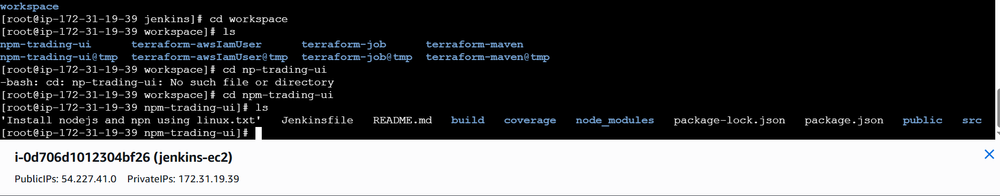 workspace
[root@ip-172-31-19-39 jenkins]# cd workspace
[root@ip-172-31-19-39 workspace]# ls
npm-trading-ui terraform-awsIamUser terraform-job terraform-maven
npm-trading-ui@tmp terraform-awsIamUser@tmp terraform-job@tmp terraform-maven@tmp
[root@ip-172-31-19-39 workspace]# cd np-trading-ui
-bash: cd: np-trading-ui: No such file or directory
[root@ip-172-31-19-39 workspace]# cd npm-trading-ui
[root@ip-172-31-19-39 npm-trading-ui]# ls
'Install nodejs and npn using linux.txt' Jenkinsfile README.md build coverage node_modules package-lock.json package.json public src
[root@ip-172-31-19-39 npm-trading-ui]#
i-0d706d1012304bf26 (jenkins-ec2)
PublicIPs: 54.227.41.0 PrivateIPs: 172.31.19.39